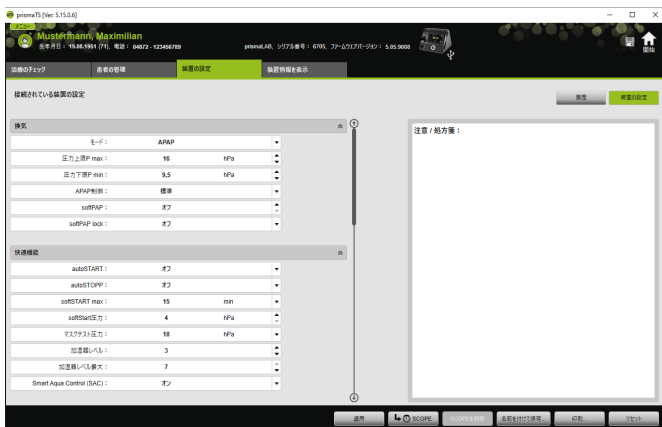 prismaTS [Ver: 5.15.0.6]
メニュー
Mustermann, Maximilian
生年月日： 19.08.1951 (71), 電話： 04872 - 123456789
prismaLAB, シリアル番号： 6705, ファームウェアバージョン： 5.05.9008
開始
治療のチェック
患者の管理
装置の設定
装置情報を表示
接続されている装置の設定
装置の設定
換気
モード： APAP
圧力上限P max： 16 hPa
圧力下限P min： 9,5 hPa
APAP制御： 標準
softPAP： オフ
softPAP lock： オフ
快適機能
autoSTART： オフ
autoSTOPP： オフ
softSTART max： 15 min
softStart圧力： 4 hPa
マスクテスト圧力： 18 hPa
加湿器レベル： 3
加湿器レベル最大： 7
Smart Aqua Control (SAC)： オン
注意 / 処方箋：
適用
SCOPE
SCOPEを削除
名前を付けて保存...
印刷...
リセット